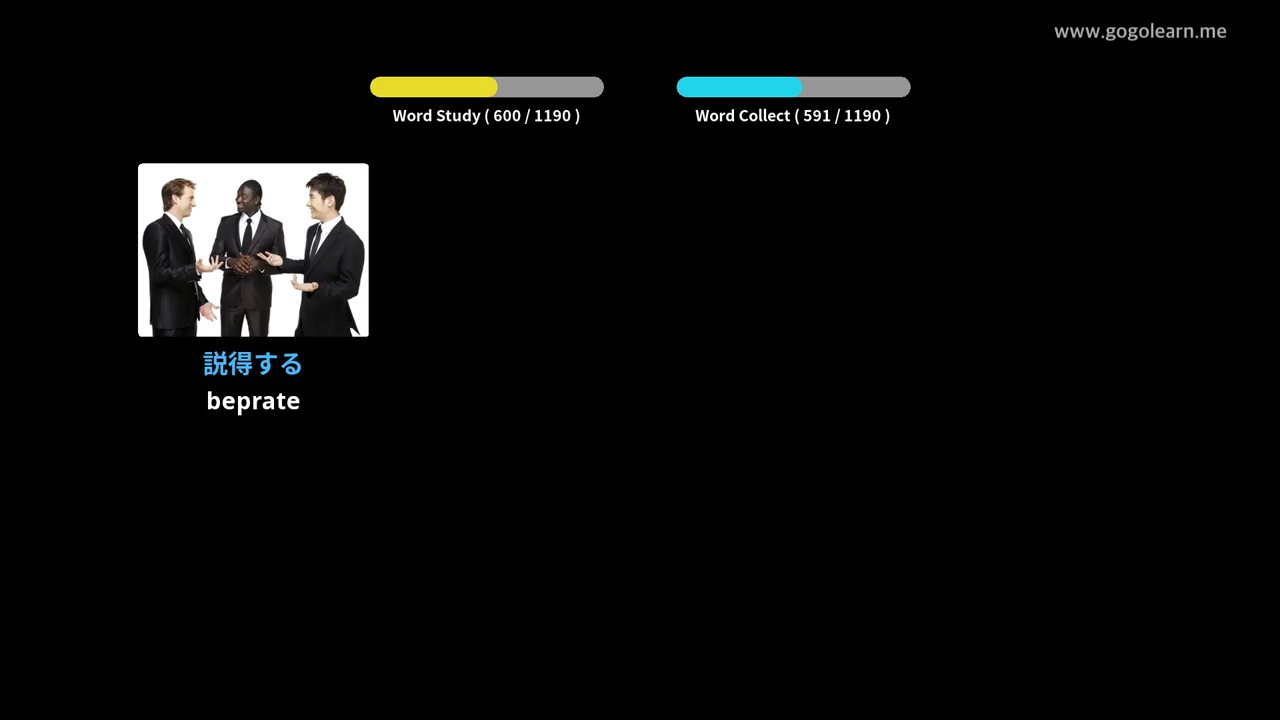 www.gogolearn.me
Word Study ( 600 / 1190 )
Word Collect ( 591 / 1190 )
説得する
beprate